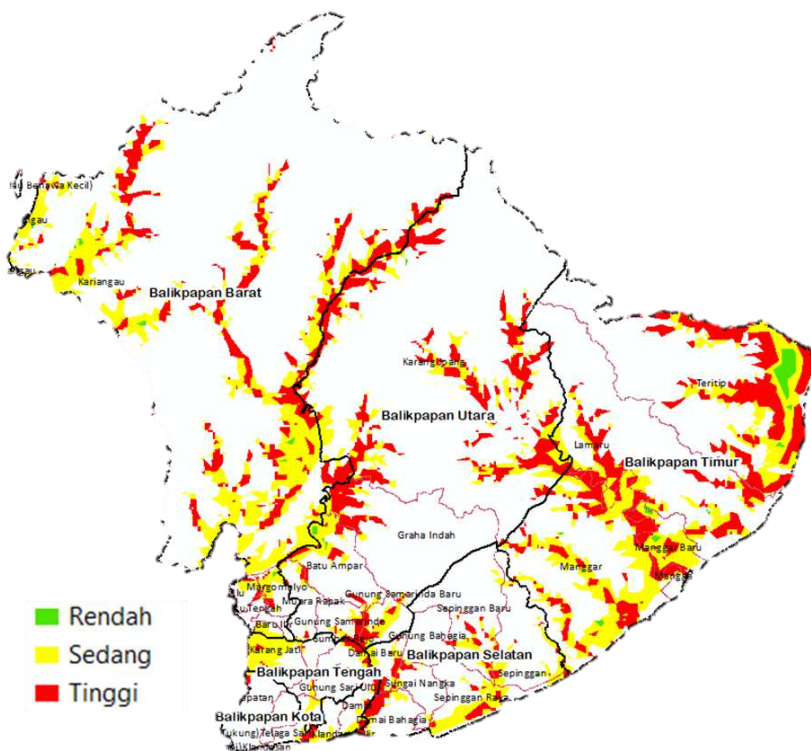 Kariangau
Balikpapan Barat
Karang Joang
Balikpapan Utara
Teritip
Lamaru
Balikpapan Timur
Graha Indah
Manggar Baru
Manggar
Batu Ampar
Margomulyo
Muara Rapak
Gunung Samarinda Baru
Sepinggan Baru
Baru Ilir
Gunung Samarinda
Gunung Bahagia
Karang Jati
Damai Baru
Balikpapan Selatan
Balikpapan Tengah
Sepinggan
Gunung Sari Ulu
Sungai Nangka
Sepinggan Raya
Balikpapan Kota
Damai Bahagia
Rendah
Sedang
Tinggi